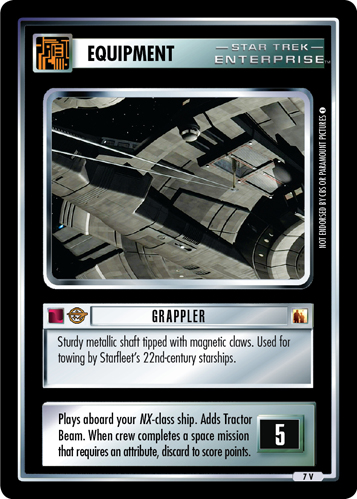 EQUIPMENT
STAR TREK
ENTERPRISE™
NOT ENDORSED BY CBS OR PARAMOUNT PICTURES
GRAPPLER
Sturdy metallic shaft tipped with magnetic claws. Used for
towing by Starfleet's 22nd-century starships.
Plays aboard your NX-class ship. Adds Tractor
Beam. When crew completes a space mission
that requires an attribute, discard to score points.
5
7 V